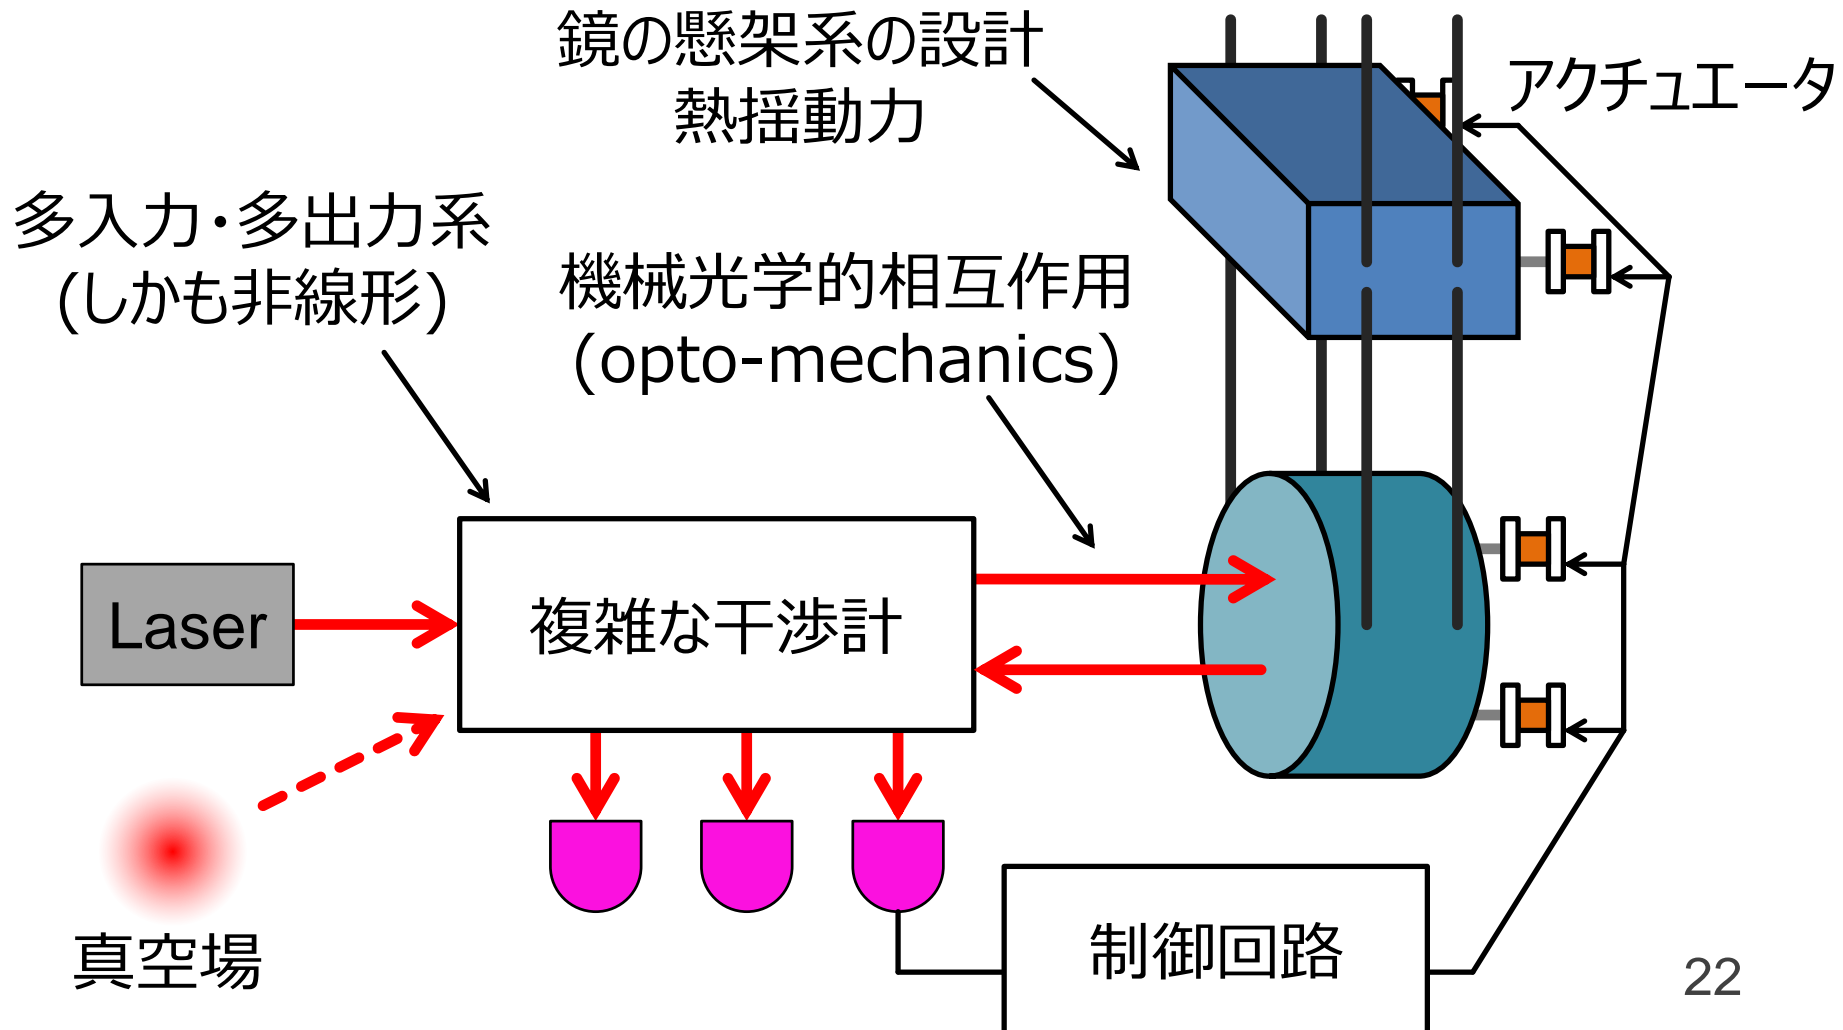 鏡の懸架系の設計
熱揺動力
アクチュエータ
多入力・多出力系
(しかも非線形)
機械光学的相互作用
(opto-mechanics)
Laser
複雑な干渉計
真空場
制御回路
22